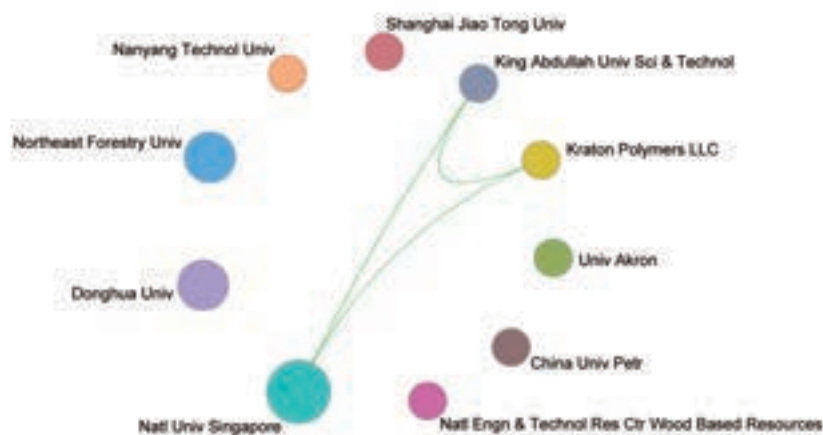 Shanghai Jiao Tong Univ
Nanyang Technol Univ
King Abdullah Univ Sci & Technol
Northeast Forestry Univ
Kraton Polymers LLC
Univ Akron
Donghua Univ
China Univ Petr
Natl Univ Singapore
Natl Engn & Technol Res Ctr Wood Based Resources